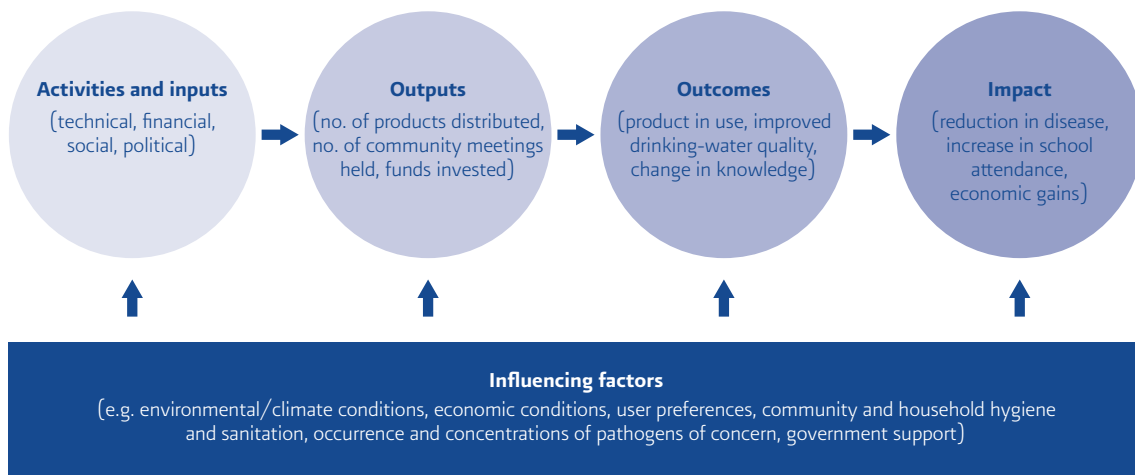 Activities and inputs
(technical, financial,
social, political)
Outputs
(no. of products distributed,
no. of community meetings
held, funds invested)
Outcomes
(product in use, improved
drinking-water quality,
change in knowledge)
Impact
(reduction in disease,
increase in school
attendance,
economic gains)
Influencing factors
(e.g. environmental/climate conditions, economic conditions, user preferences, community and household hygiene
and sanitation, occurrence and concentrations of pathogens of concern, government support)